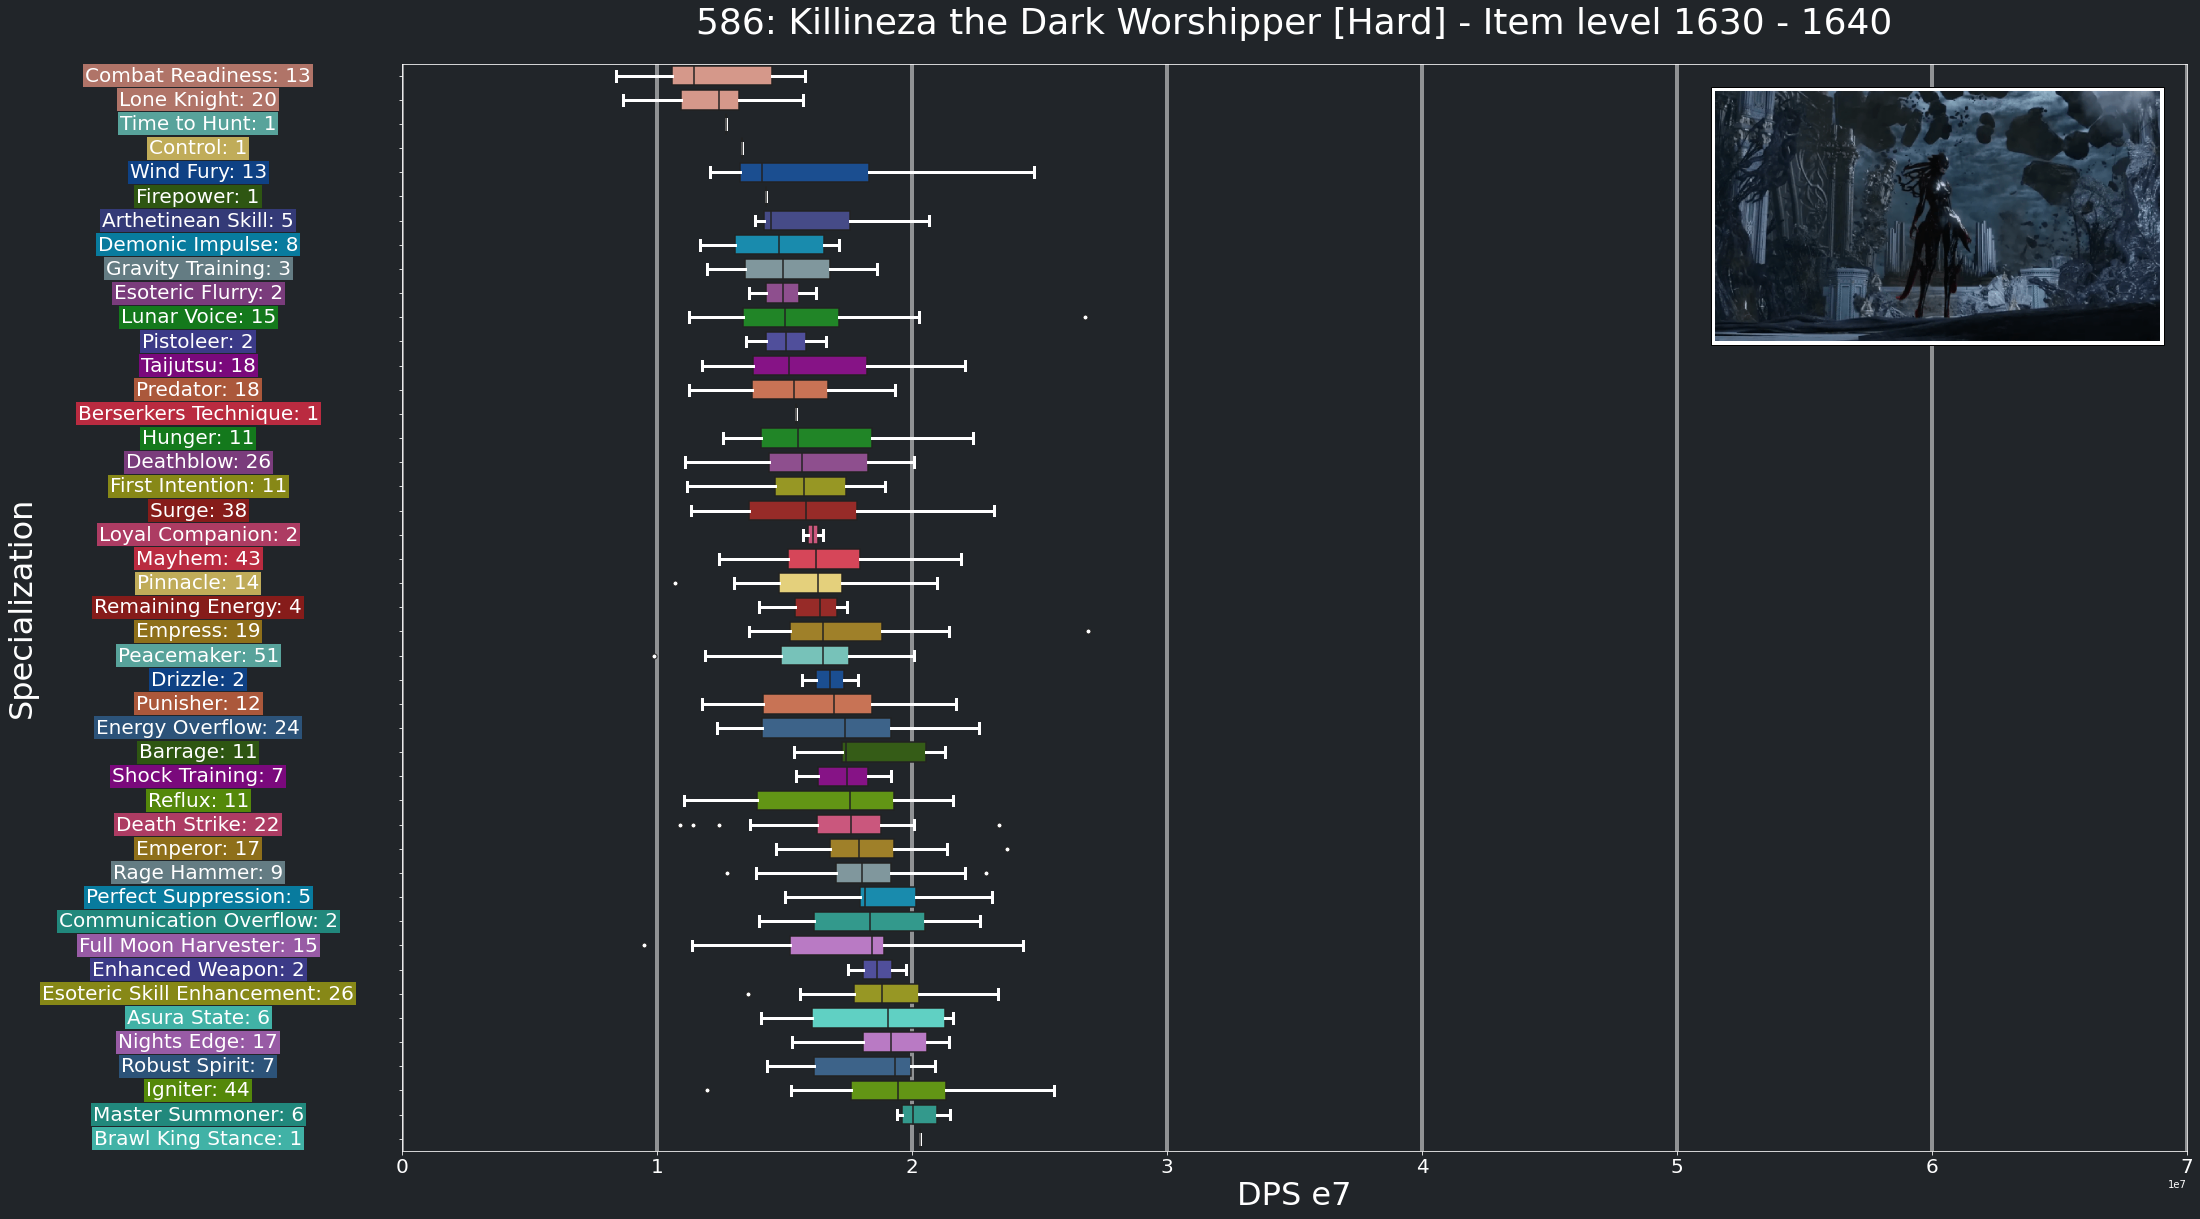 586: Killineza the Dark Worshipper [Hard] - Item level 1630 - 1640
Specialization
Combat Readiness: 13
Lone Knight: 20
Time to Hunt: 1
Control: 1
Wind Fury: 13
Firepower: 1
Arthetinean Skill: 5
Demonic Impulse: 8
Gravity Training: 3
Esoteric Flurry: 2
Lunar Voice: 15
Pistoleer: 2
Taijutsu: 18
Predator: 18
Berserkers Technique: 1
Hunger: 11
Deathblow: 26
First Intention: 11
Surge: 38
Loyal Companion: 2
Mayhem: 43
Pinnacle: 14
Remaining Energy: 4
Empress: 19
Peacemaker: 51
Drizzle: 2
Punisher: 12
Energy Overflow: 24
Barrage: 11
Shock Training: 7
Reflux: 11
Death Strike: 22
Emperor: 17
Rage Hammer: 9
Perfect Suppression: 5
Communication Overflow: 2
Full Moon Harvester: 15
Enhanced Weapon: 2
Esoteric Skill Enhancement: 26
Asura State: 6
Nights Edge: 17
Robust Spirit: 7
Igniter: 44
Master Summoner: 6
Brawl King Stance: 1
0 1 2 3 4 5 6 7
1e7
DPS e7